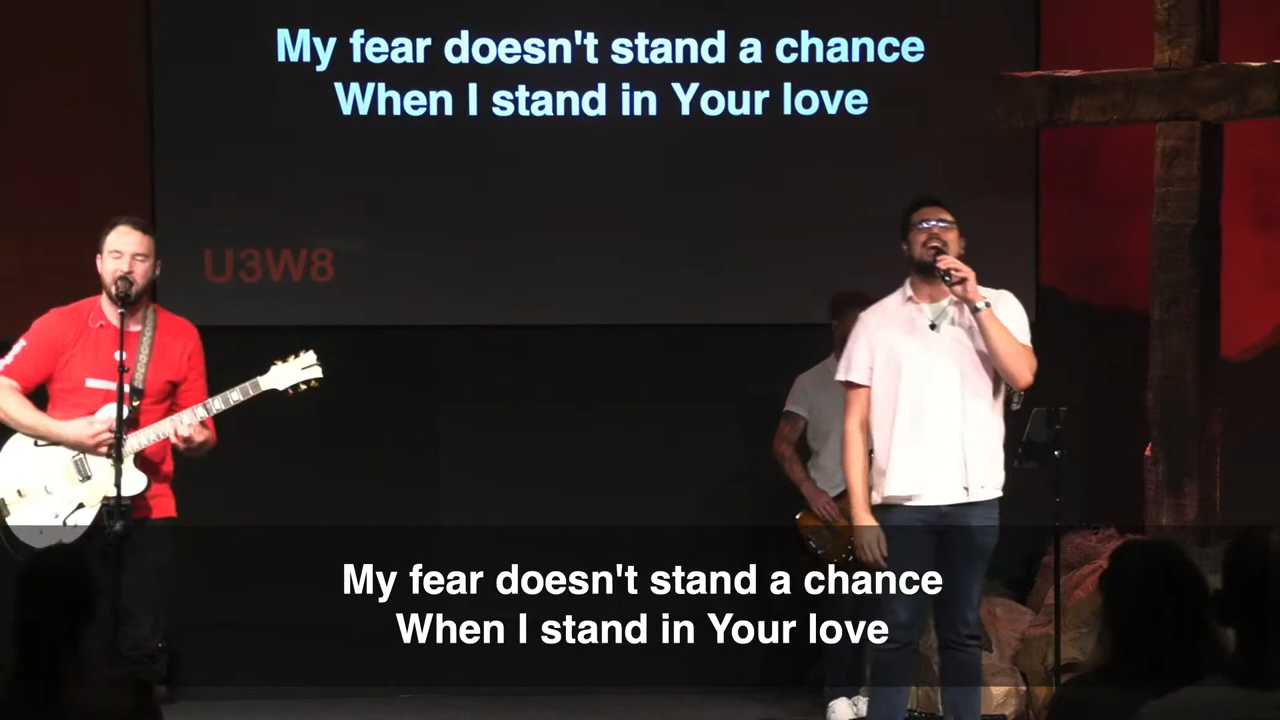 My fear doesn't stand a chance
When I stand in Your love
U3W8
My fear doesn't stand a chance
When I stand in Your love